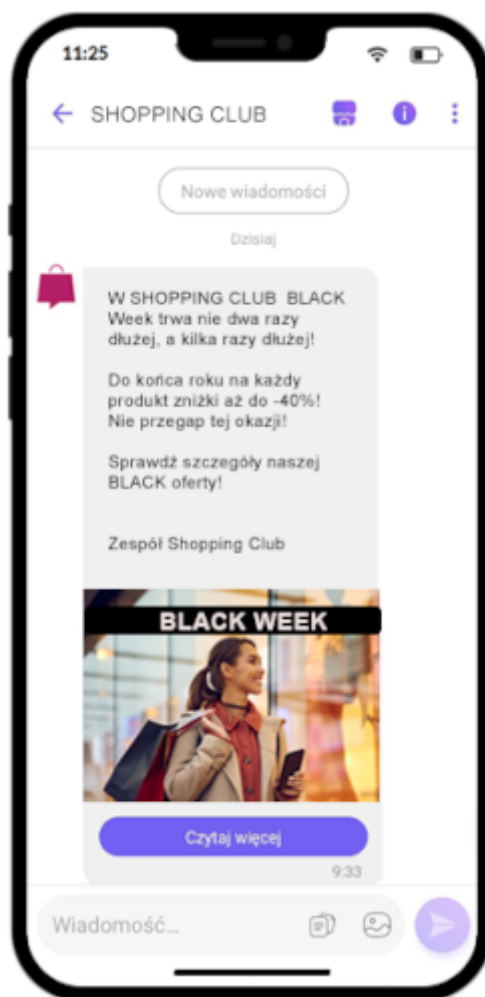 11:25
SHOPPING CLUB
Nowe wiadomości
Dzisiaj
W SHOPPING CLUB BLACK
Week trwa nie dwa razy
dłużej, a kilka razy dłużej!
Do końca roku na każdy
produkt zniżki aż do -40%!
Nie przegap tej okazji!
Sprawdź szczegóły naszej
BLACK oferty!
Zespół Shopping Club
BLACK WEEK
Czytaj więcej
9:33
Wiadomość...